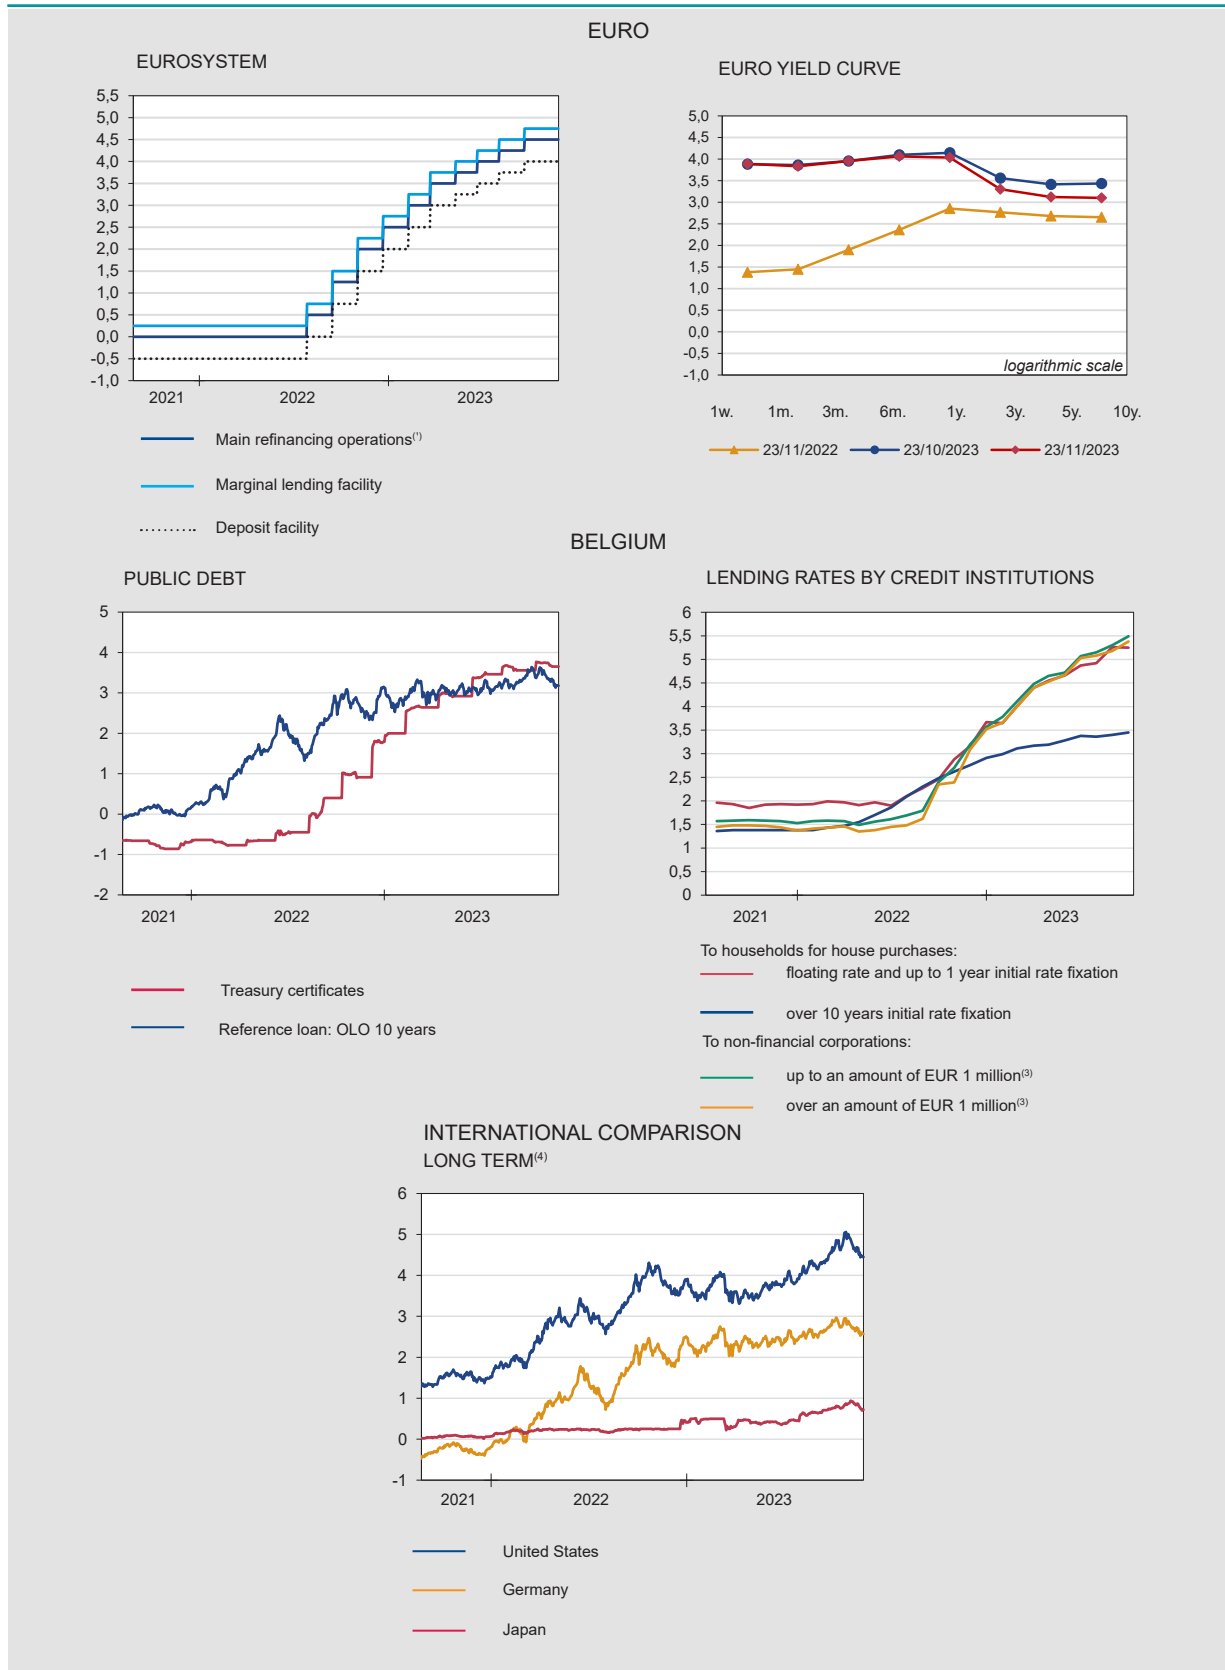 EURO
EUROSYSTEM
5,5
5,0
4,5
4,0
3,5
3,0
2,5
2,0
1,5
1,0
0,5
0,0
-0,5
-1,0
2021 2022 2023
Main refinancing operations(¹)
Marginal lending facility
Deposit facility
EURO YIELD CURVE
5,0
4,5
4,0
3,5
3,0
2,5
2,0
1,5
1,0
0,5
0,0
-0,5
-1,0
logarithmic scale
1w. 1m. 3m. 6m. 1y. 3y. 5y. 10y.
23/11/2022 23/10/2023 23/11/2023
BELGIUM
PUBLIC DEBT
5
4
3
2
1
0
-1
-2
2021 2022 2023
Treasury certificates
Reference loan: OLO 10 years
LENDING RATES BY CREDIT INSTITUTIONS
6
5,5
5
4,5
4
3,5
3
2,5
2
1,5
1
0,5
0
2021 2022 2023
To households for house purchases:
floating rate and up to 1 year initial rate fixation
over 10 years initial rate fixation
To non-financial corporations:
up to an amount of EUR 1 million(3)
over an amount of EUR 1 million(3)
INTERNATIONAL COMPARISON
LONG TERM(4)
6
5
4
3
2
1
0
-1
2021 2022 2023
United States
Germany
Japan